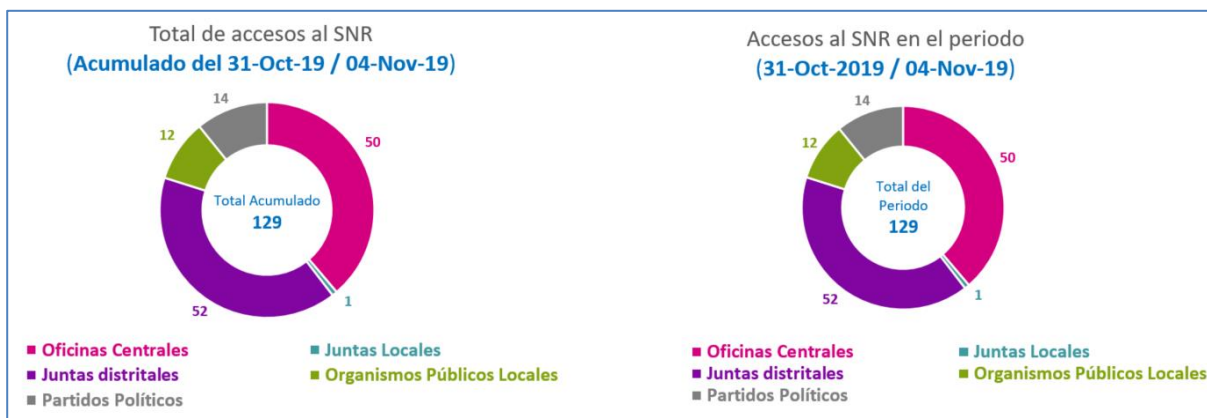 Total de accesos al SNR
(Acumulado del 31-Oct-19 / 04-Nov-19)
14
12
50
Total Acumulado
129
52
1
■ Oficinas Centrales
■ Juntas Locales
■ Juntas distritales
■ Organismos Públicos Locales
■ Partidos Políticos
Accesos al SNR en el periodo
(31-Oct-2019 / 04-Nov-19)
14
12
50
Total del
Periodo
129
52
1
■ Oficinas Centrales
■ Juntas Locales
■ Juntas distritales
■ Organismos Públicos Locales
■ Partidos Políticos